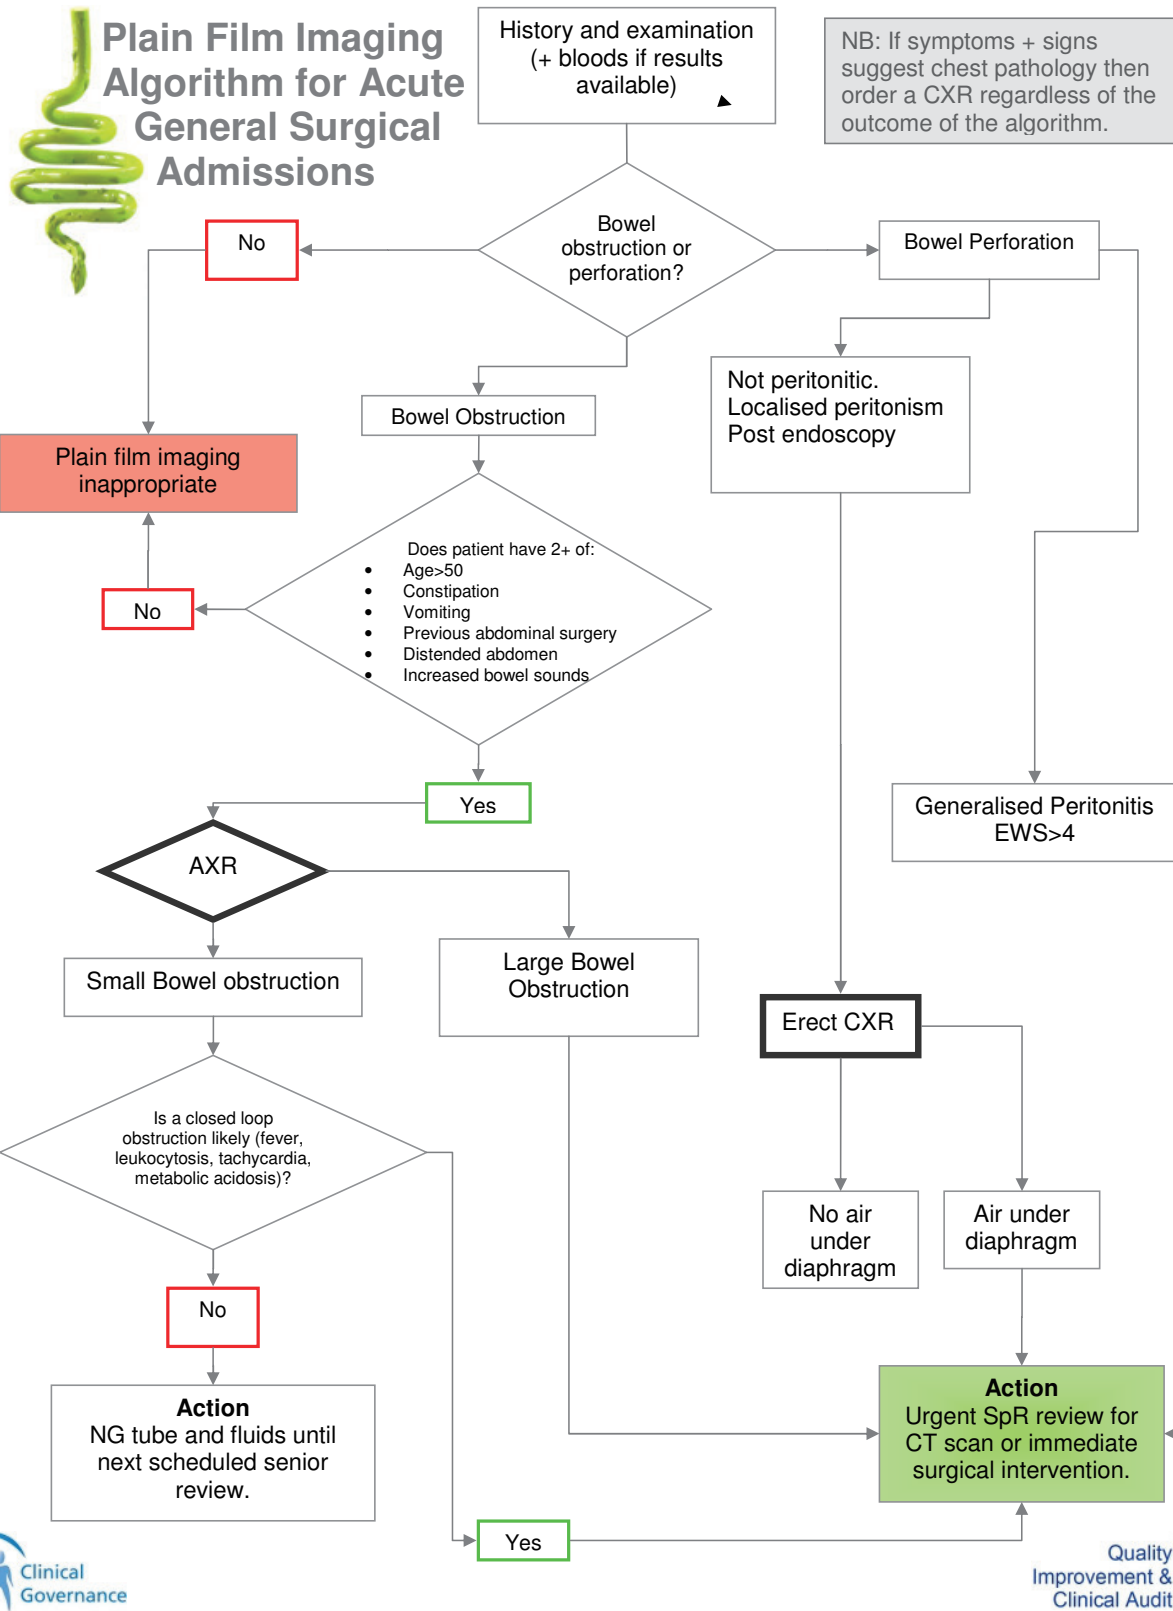 Plain Film Imaging
Algorithm for Acute
General Surgical
Admissions
History and examination
(+ bloods if results
available)
NB: If symptoms + signs
suggest chest pathology then
order a CXR regardless of the
outcome of the algorithm.
No
Bowel
obstruction or
perforation?
Bowel Perforation
Not peritonitic.
Localised peritonism
Post endoscopy
Bowel Obstruction
Plain film imaging
inappropriate
Does patient have 2+ of:
• Age>50
• Constipation
• Vomiting
• Previous abdominal surgery
• Distended abdomen
• Increased bowel sounds
No
Yes
Generalised Peritonitis
EWS>4
AXR
Small Bowel obstruction
Large Bowel
Obstruction
Erect CXR
Is a closed loop
obstruction likely (fever,
leukocytosis, tachycardia,
metabolic acidosis)?
No air
under
diaphragm
Air under
diaphragm
No
Action
NG tube and fluids until
next scheduled senior
review.
Action
Urgent SpR review for
CT scan or immediate
surgical intervention.
Yes
Clinical
Governance
Quality
Improvement &
Clinical Audit